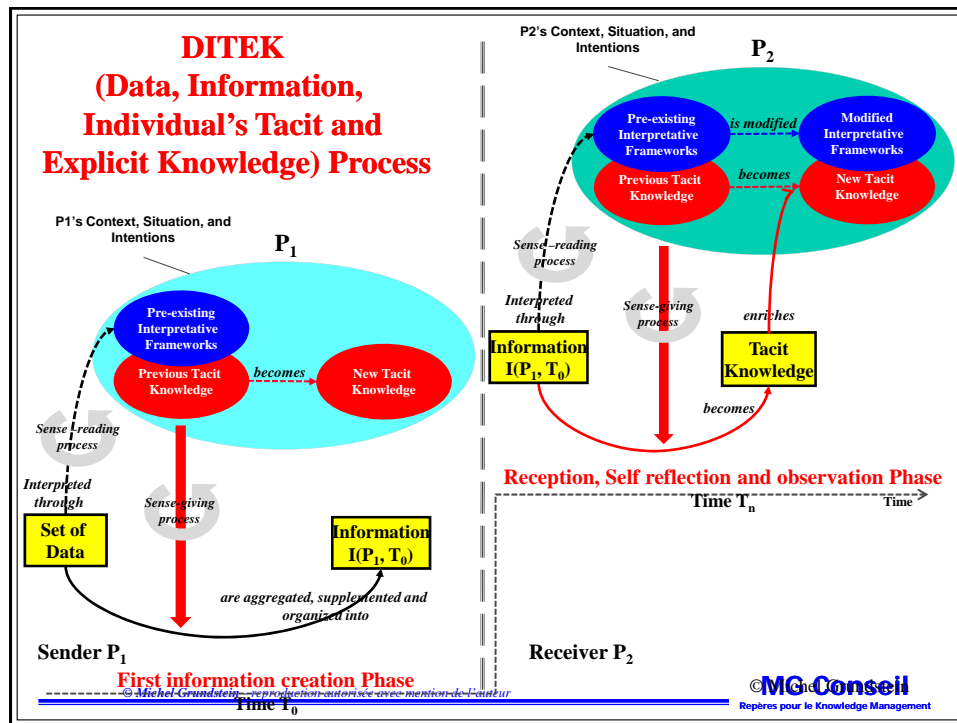 DITEK
(Data, Information,
Individual's Tacit and
Explicit Knowledge) Process
P1's Context, Situation, and
Intentions
P₁
Pre-existing
Interpretative
Frameworks
Previous Tacit
Knowledge
becomes
New Tacit
Knowledge
Sense –reading
process
Interpreted
through
Sense-giving
process
Set of
Data
Information
I(P₁, T₀)
are aggregated, supplemented and
organized into
Sender P₁
First information creation Phase
Time T₀
P2's Context, Situation, and
Intentions
P₂
Pre-existing
Interpretative
Frameworks
is modified
Modified
Interpretative
Frameworks
Previous Tacit
Knowledge
becomes
New Tacit
Knowledge
Sense –reading
process
Interpreted
through
Sense-giving
process
enriches
Information
I(P₁, T₀)
Tacit
Knowledge
becomes
Reception, Self reflection and observation Phase
Time Tₙ
Time
Receiver P₂
© Michel Grundstein - reproduction autorisée avec mention de l'auteur
© Michel Grundstein
MG Conseil
Repères pour le Knowledge Management